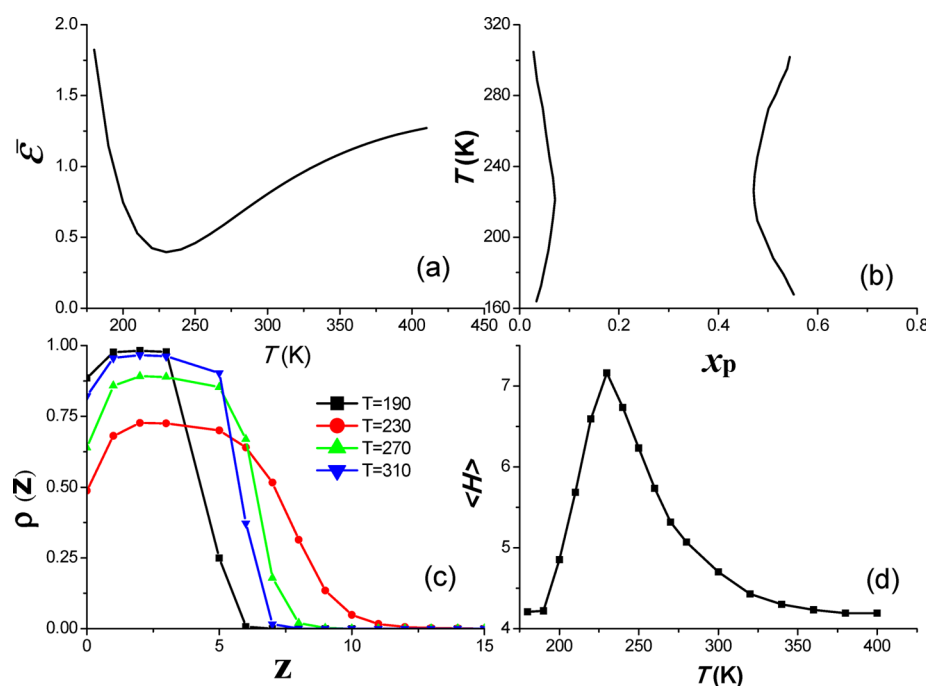 2.0
1.5
1.0
0.5
0.0
ε̄
200 250 300 350 400 450
T(K)
(a)
320
280
240
200
160
T(K)
0.0 0.2 0.4 0.6 0.8
xp
(b)
1.00
0.75
0.50
0.25
0.00
ρ(z)
T=190
T=230
T=270
T=310
(c)
0 5 10 15
z
7
6
5
4
<H>
(d)
200 250 300 350 400
T(K)